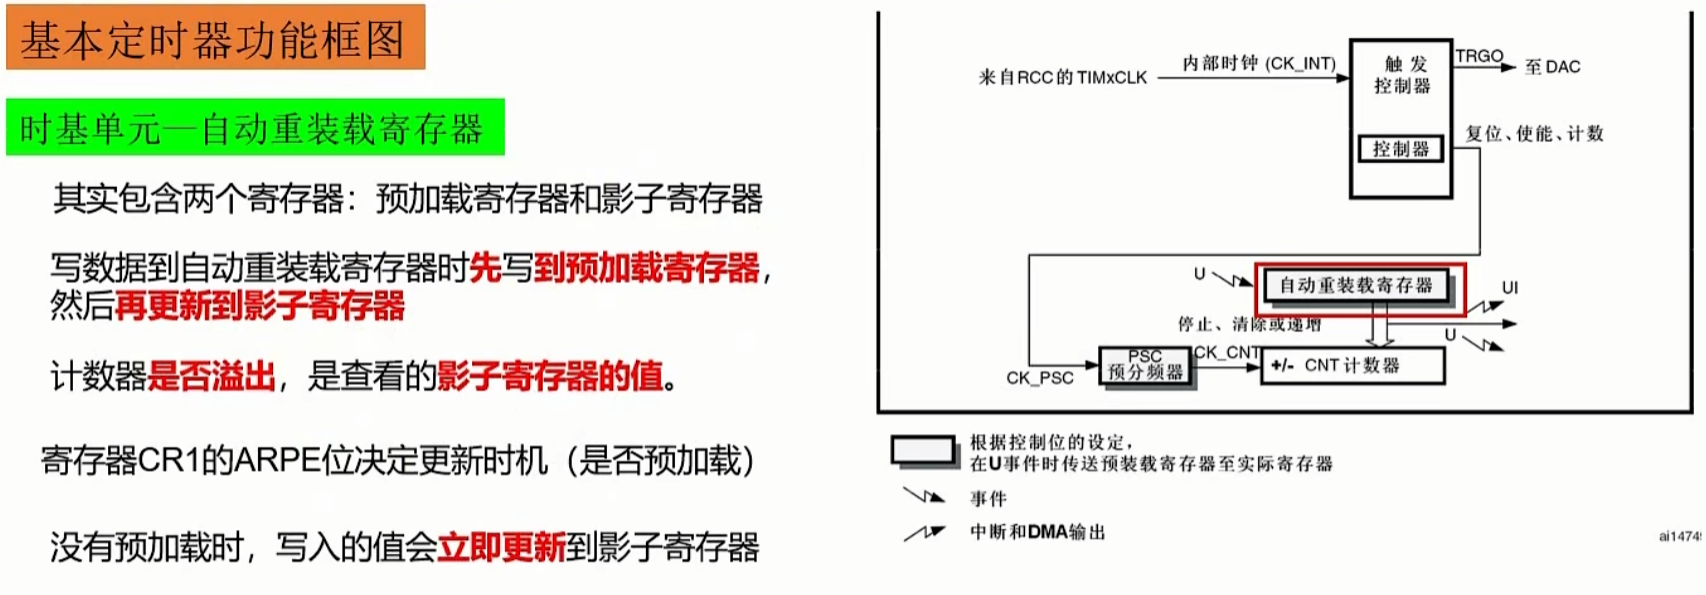 基本定时器功能框图
时基单元—自动重装载寄存器
其实包含两个寄存器：预加载寄存器和影子寄存器
写数据到自动重装载寄存器时先写到预加载寄存器，
然后再更新到影子寄存器
计数器是否溢出，是查看的影子寄存器的值。
寄存器CR1的ARPE位决定更新时机（是否预加载）
没有预加载时，写入的值会立即更新到影子寄存器
来自RCC的TIMxCLK
内部时钟 (CK_INT)
触发
控制器
TRGO
至DAC
控制器
复位、使能、计数
U
自动重装载寄存器
UI
停止、清除或递增
U
CK_PSC
PSC
预分频器
CK_CNT
+/- CNT 计数器
根据控制位的设定，
在U事件时传送预装载寄存器至实际寄存器
事件
中断和DMA输出